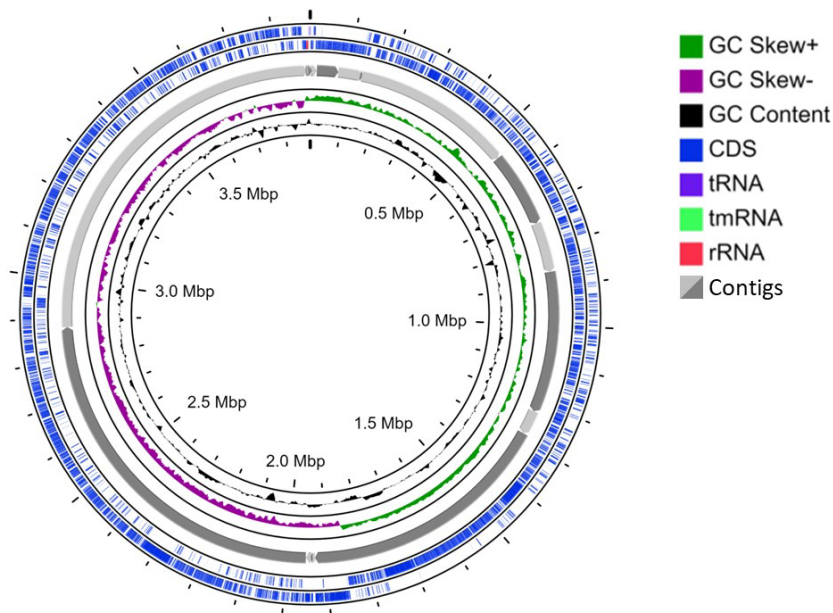 GC Skew+
GC Skew-
GC Content
CDS
tRNA
tmRNA
rRNA
Contigs
0.5 Mbp
1.0 Mbp
1.5 Mbp
2.0 Mbp
2.5 Mbp
3.0 Mbp
3.5 Mbp